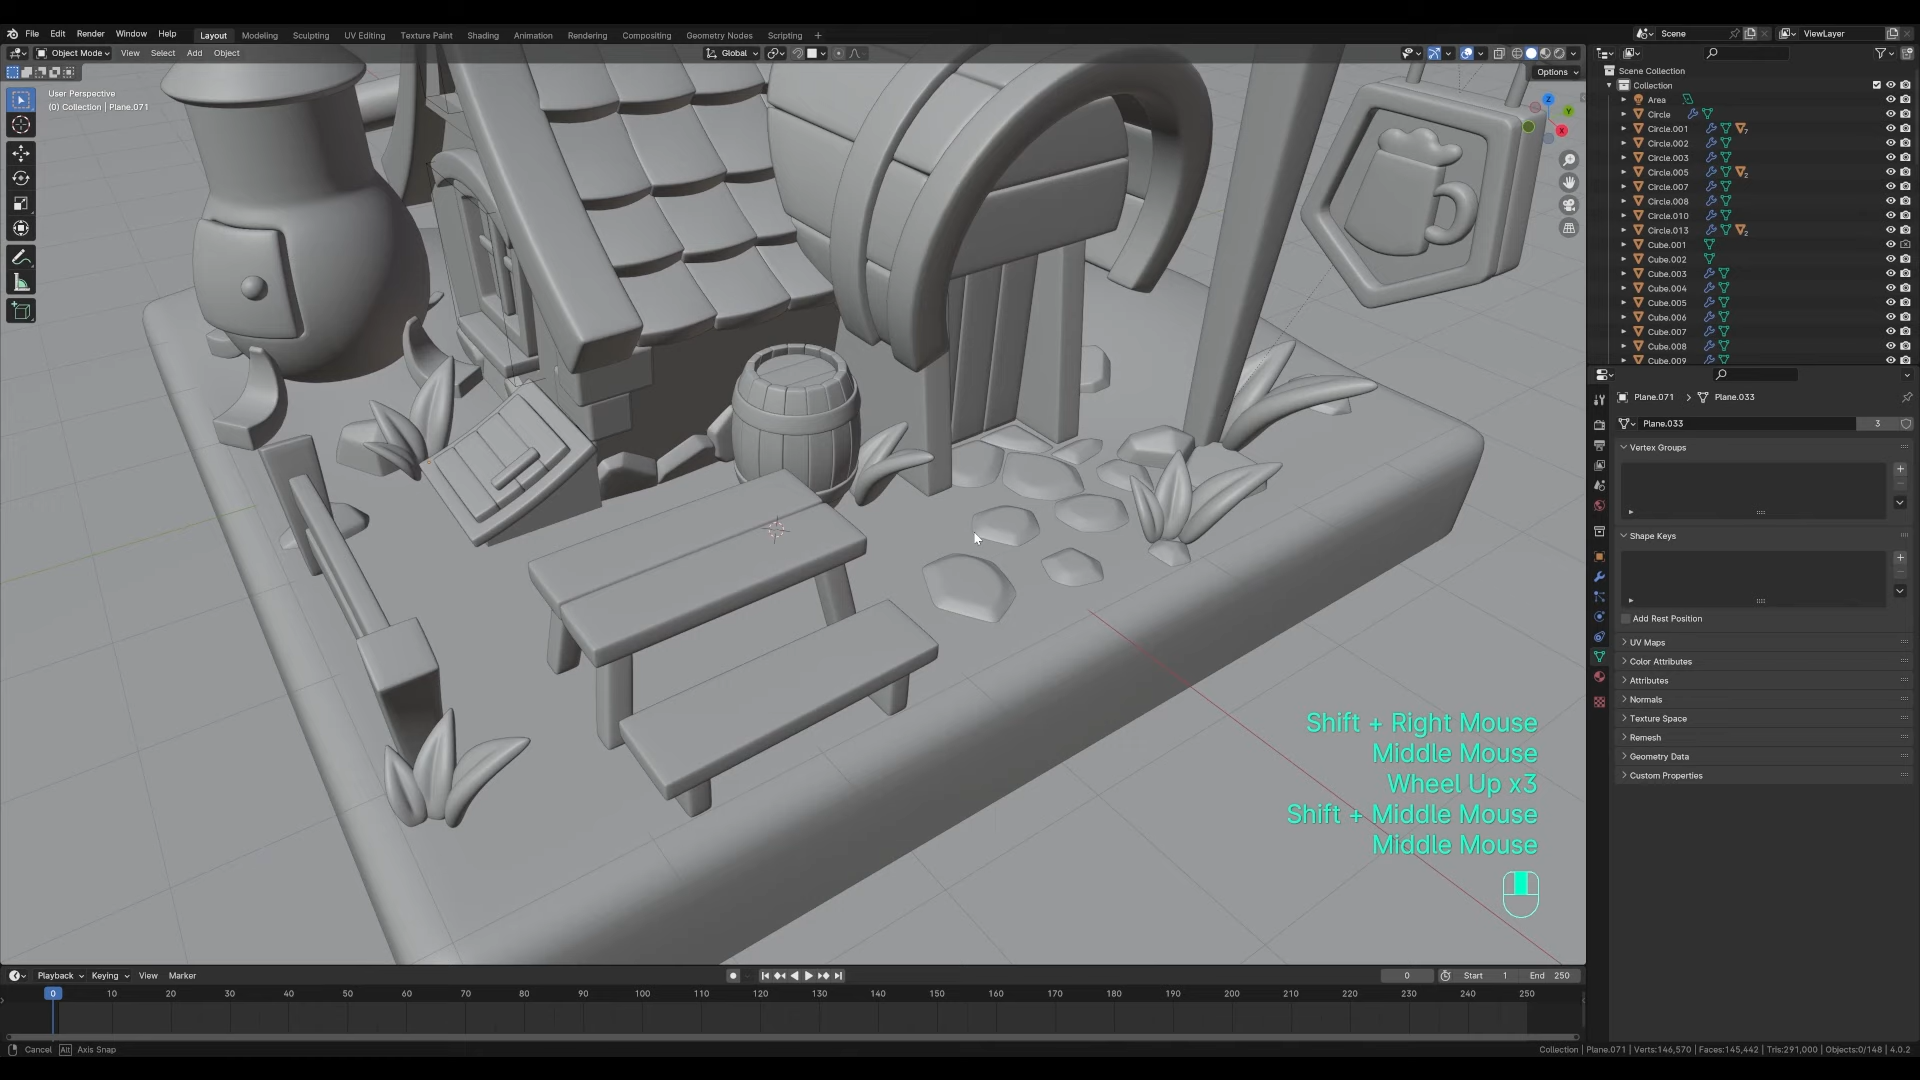 File Edit Render Window Help Layout Modeling Sculpting UV Editing Texture Paint Shading Animation Rendering Compositing Geometry Nodes Scripting + Scene ViewLayer
Object Mode View Select Add Object Global
Options
User Perspective
(0) Collection | Plane.071
Scene Collection
Collection
Area
Circle
Circle.001 7
Circle.002
Circle.003
Circle.005 2
Circle.007
Circle.008
Circle.010
Circle.013 2
Cube.001
Cube.002
Cube.003
Cube.004
Cube.005
Cube.006
Cube.007
Cube.008
Cube.009
Z
Y
X
Plane.071 > Plane.033
Plane.033 3
Vertex Groups
Shape Keys
Add Rest Position
UV Maps
Color Attributes
Attributes
Normals
Texture Space
Remesh
Geometry Data
Custom Properties
Shift + Right Mouse
Middle Mouse
Wheel Up x3
Shift + Middle Mouse
Middle Mouse
Playback Keying View Marker 0 Start 1 End 250
0 10 20 30 40 50 60 70 80 90 100 110 120 130 140 150 160 170 180 190 200 210 220 230 240 250
Cancel Alt Axis Snap Collection | Plane.071 | Verts:146,570 | Faces:145,442 | Tris:291,000 | Objects:0/148 | 4.0.2